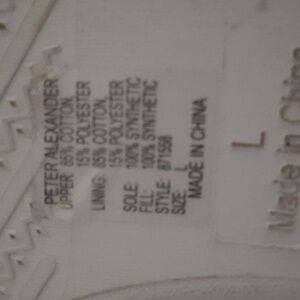 PETER ALEXANDER
UPPER: 85% COTTON,
15% POLYESTER
LINING: 85% COTTON,
15% POLYESTER
SOLE: 100% SYNTHETIC
FILL: 100% SYNTHETIC
STYLE: 871558
SIZE: L
MADE IN CHINA
L
Made in China